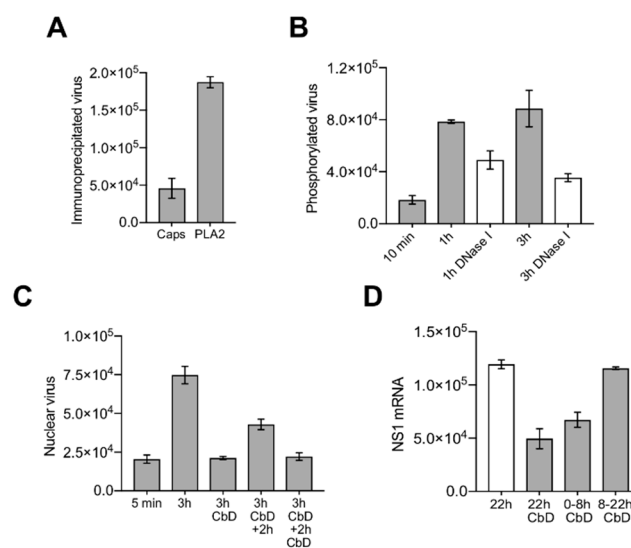 A
Immunoprecipitated virus
2.0×10⁵
1.5×10⁵
1.0×10⁵
5.0×10⁴
0.0
Caps PLA2
B
Phosphorylated virus
1.2×10⁵
8.0×10⁴
4.0×10⁴
0.0
10 min
1h
1h DNase I
3h
3h DNase I
C
Nuclear virus
1.0×10⁵
7.5×10⁴
5.0×10⁴
2.5×10⁴
0.0
5 min 3h 3h 3h 3h
CbD CbD CbD
+2h +2h
CbD
D
NS1 mRNA
1.5×10⁵
1.0×10⁵
5.0×10⁴
0.0
22h 22h 0-8h 8-22h
CbD CbD CbD